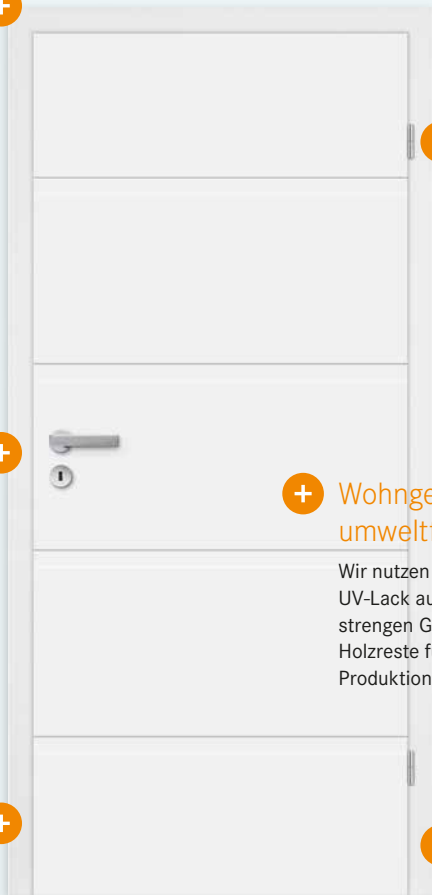 Wohnge
umwelt
Wir nutzen
UV-Lack au
strengen G
Holzreste f
Produktion